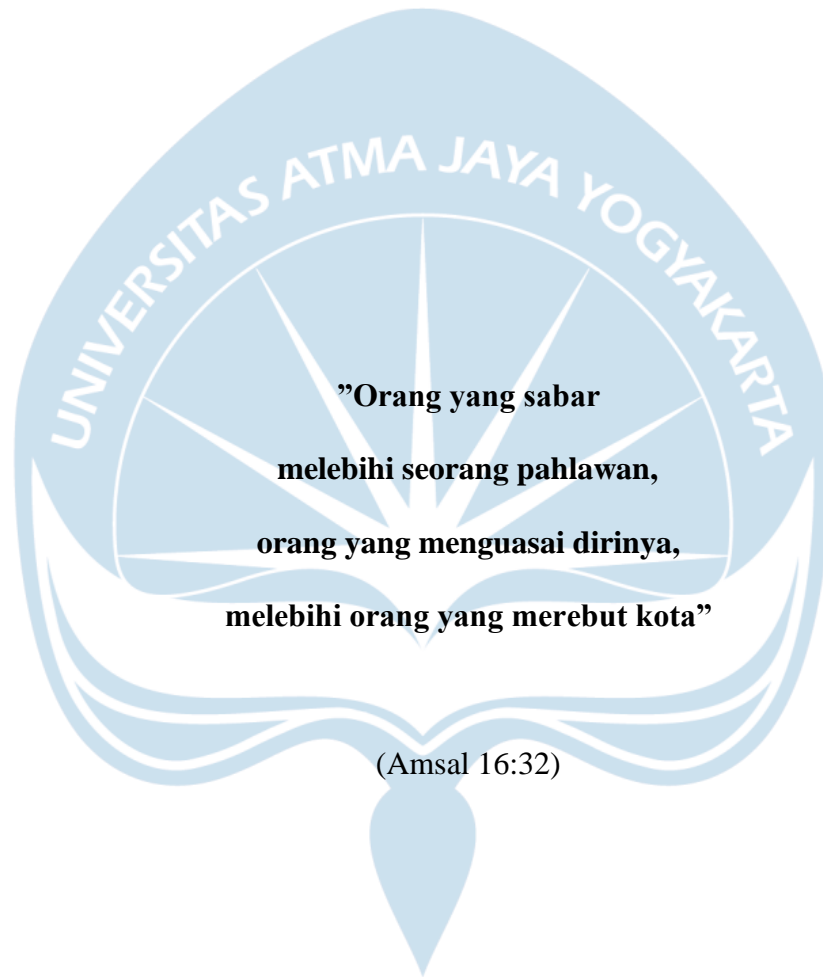 UNIVERSITAS ATMA JAYA YOGYAKARTA
”Orang yang sabar
melebihi seorang pahlawan,
orang yang menguasai dirinya,
melebihi orang yang merebut kota”
(Amsal 16:32)